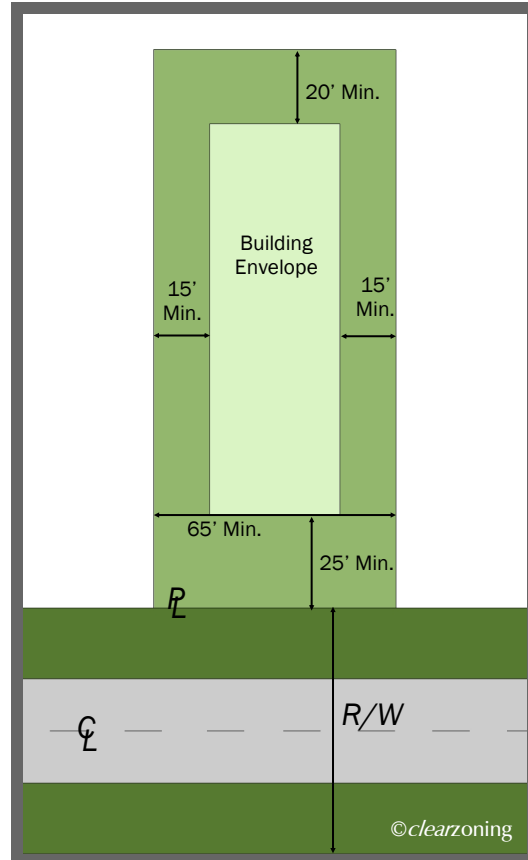 20’ Min.
Building
Envelope
15’
Min.
15’
Min.
65’ Min.
25’ Min.
PL
R/W
CL
©clearzoning